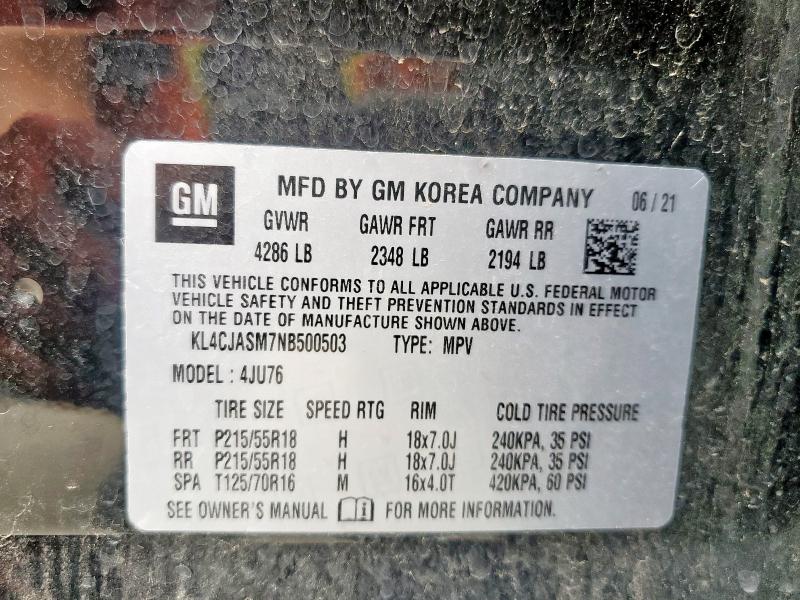 GM MFD BY GM KOREA COMPANY 06 / 21
GVWR GAWR FRT GAWR RR
4286 LB 2348 LB 2194 LB
THIS VEHICLE CONFORMS TO ALL APPLICABLE U.S. FEDERAL MOTOR
VEHICLE SAFETY AND THEFT PREVENTION STANDARDS IN EFFECT
ON THE DATE OF MANUFACTURE SHOWN ABOVE.
KL4CJASM7NB500503 TYPE: MPV
MODEL : 4JU76
TIRE SIZE SPEED RTG RIM COLD TIRE PRESSURE
FRT P215/55R18 H 18x7.0J 240KPA, 35 PSI
RR P215/55R18 H 18x7.0J 240KPA, 35 PSI
SPA T125/70R16 M 16x4.0T 420KPA, 60 PSI
SEE OWNER'S MANUAL FOR MORE INFORMATION.